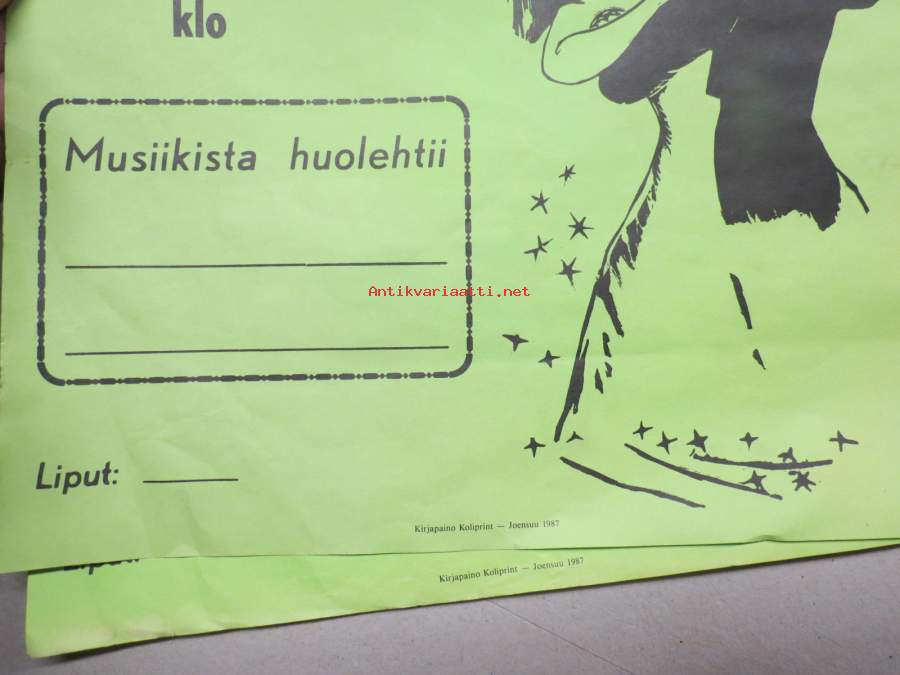 klo
Musiikista huolehtii
Antikvariaatti.net
Liput:
Kirjapaino Koliprint — Joensuu 1987
Kirjapaino Koliprint — Joensuu 1987